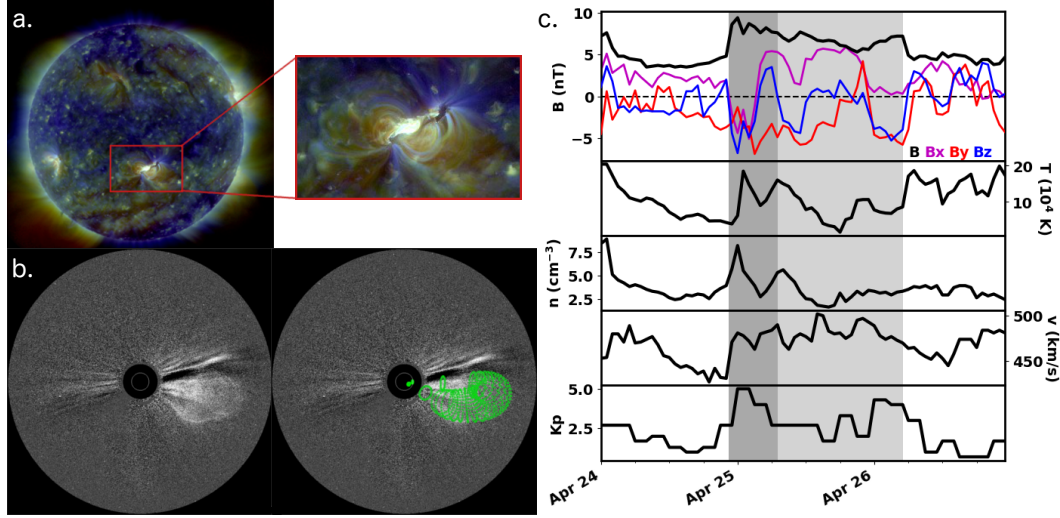 a.
b.
c.
10
5
0
−5
B (nT)
B Bx By Bz
20
10
T (10⁴ K)
7.5
5.0
2.5
n (cm⁻³)
500
450
v (km/s)
5.0
2.5
Kp
Apr 24
Apr 25
Apr 26